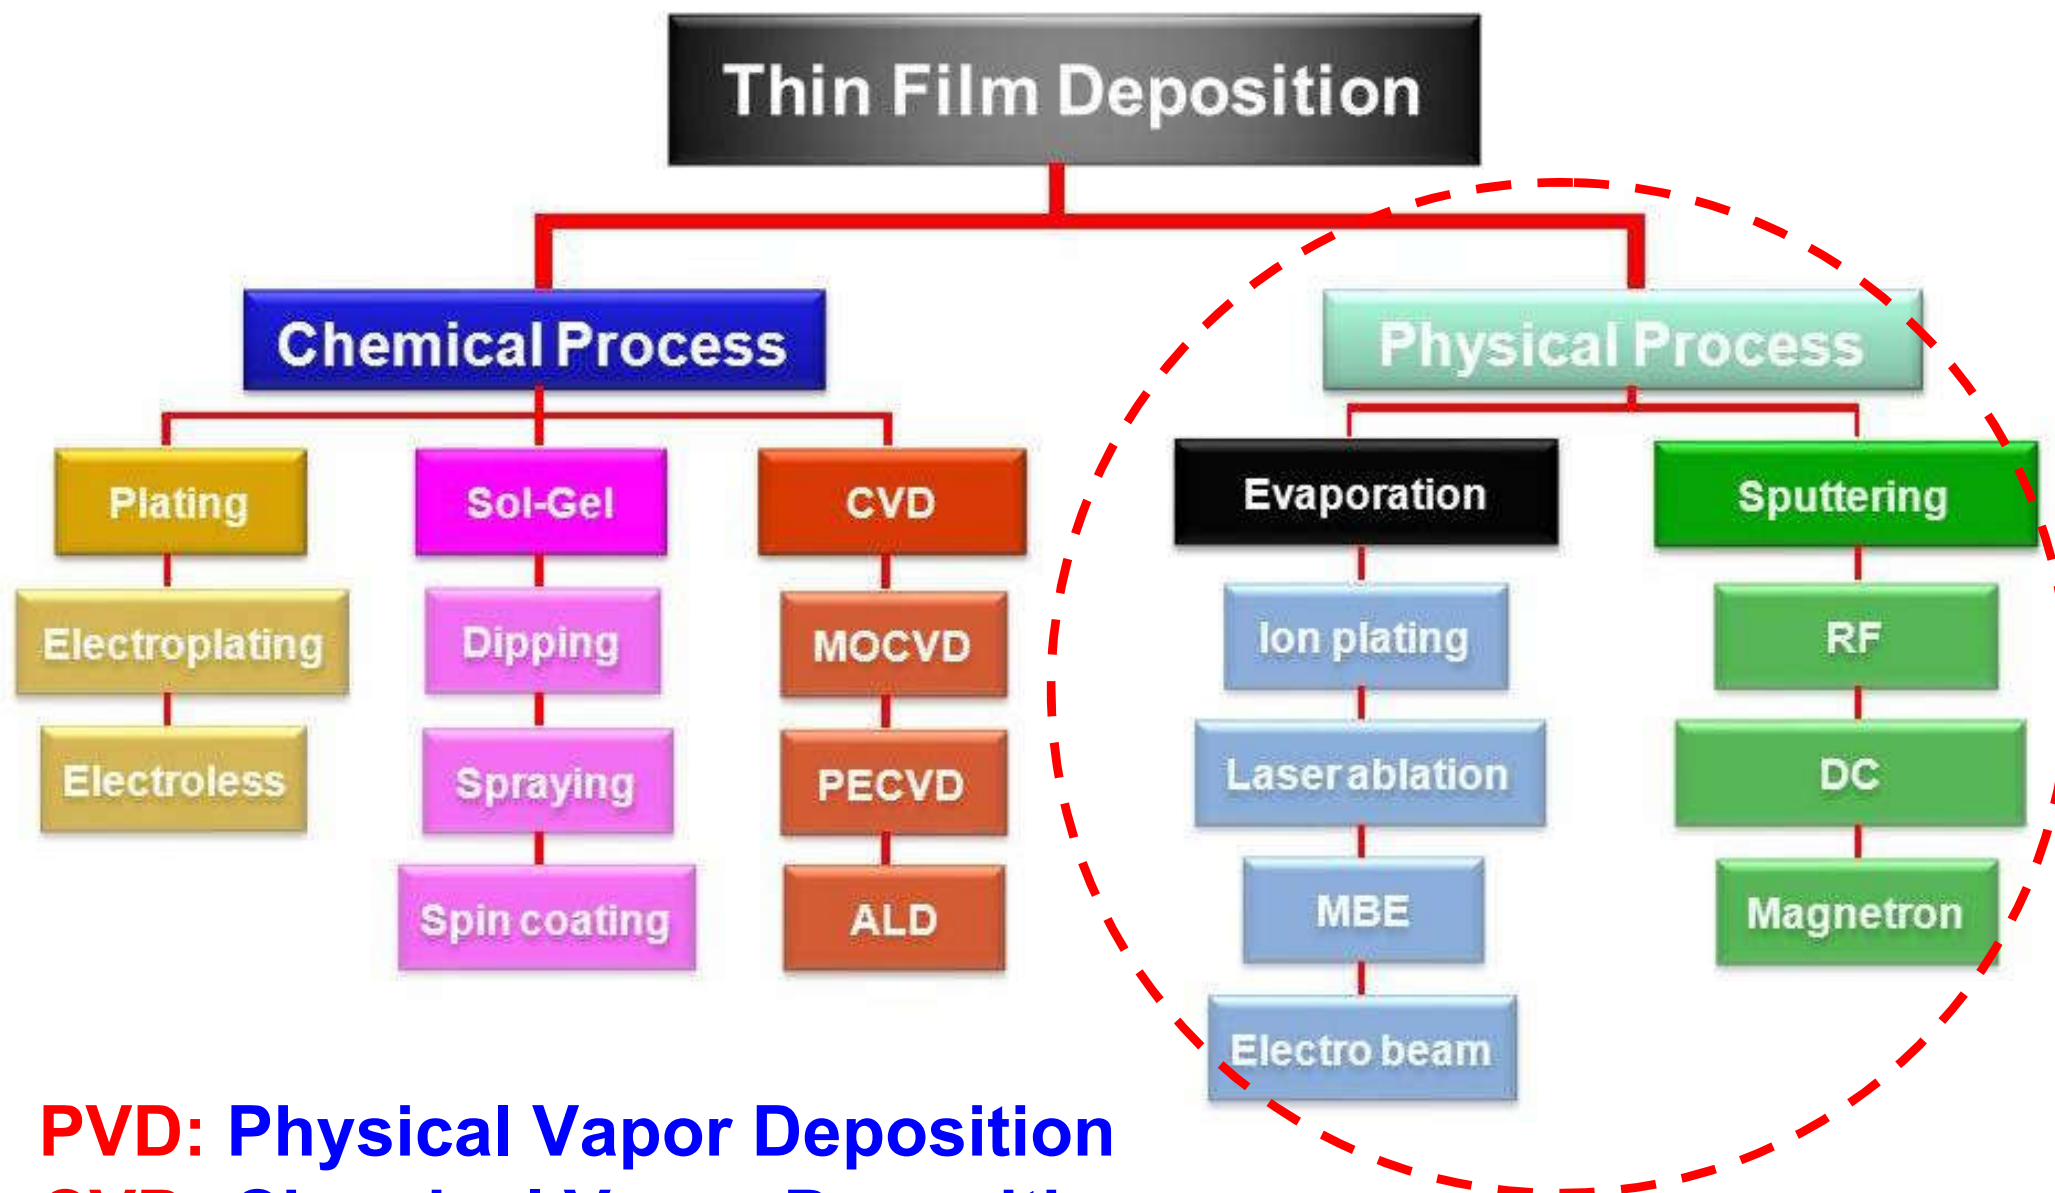 Thin Film Deposition
Chemical Process
Physical Process
Plating
Sol-Gel
CVD
Evaporation
Sputtering
Electroplating
Dipping
MOCVD
Ion plating
RF
Electroless
Spraying
PECVD
Laser ablation
DC
Spin coating
ALD
MBE
Magnetron
Electro beam
PVD: Physical Vapor Deposition